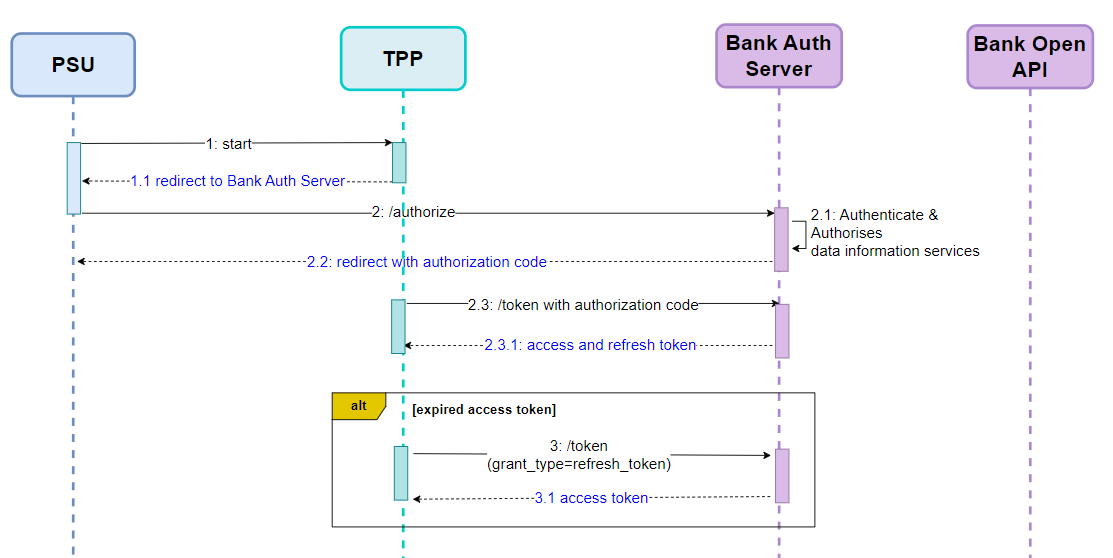 PSU
TPP
Bank Auth
Server
Bank Open
API
1: start
1.1 redirect to Bank Auth Server
2: /authorize
2.1: Authenticate &
Authorises
data information services
2.2: redirect with authorization code
2.3: /token with authorization code
2.3.1: access and refresh token
alt
[expired access token]
3: /token
(grant_type=refresh_token)
3.1 access token